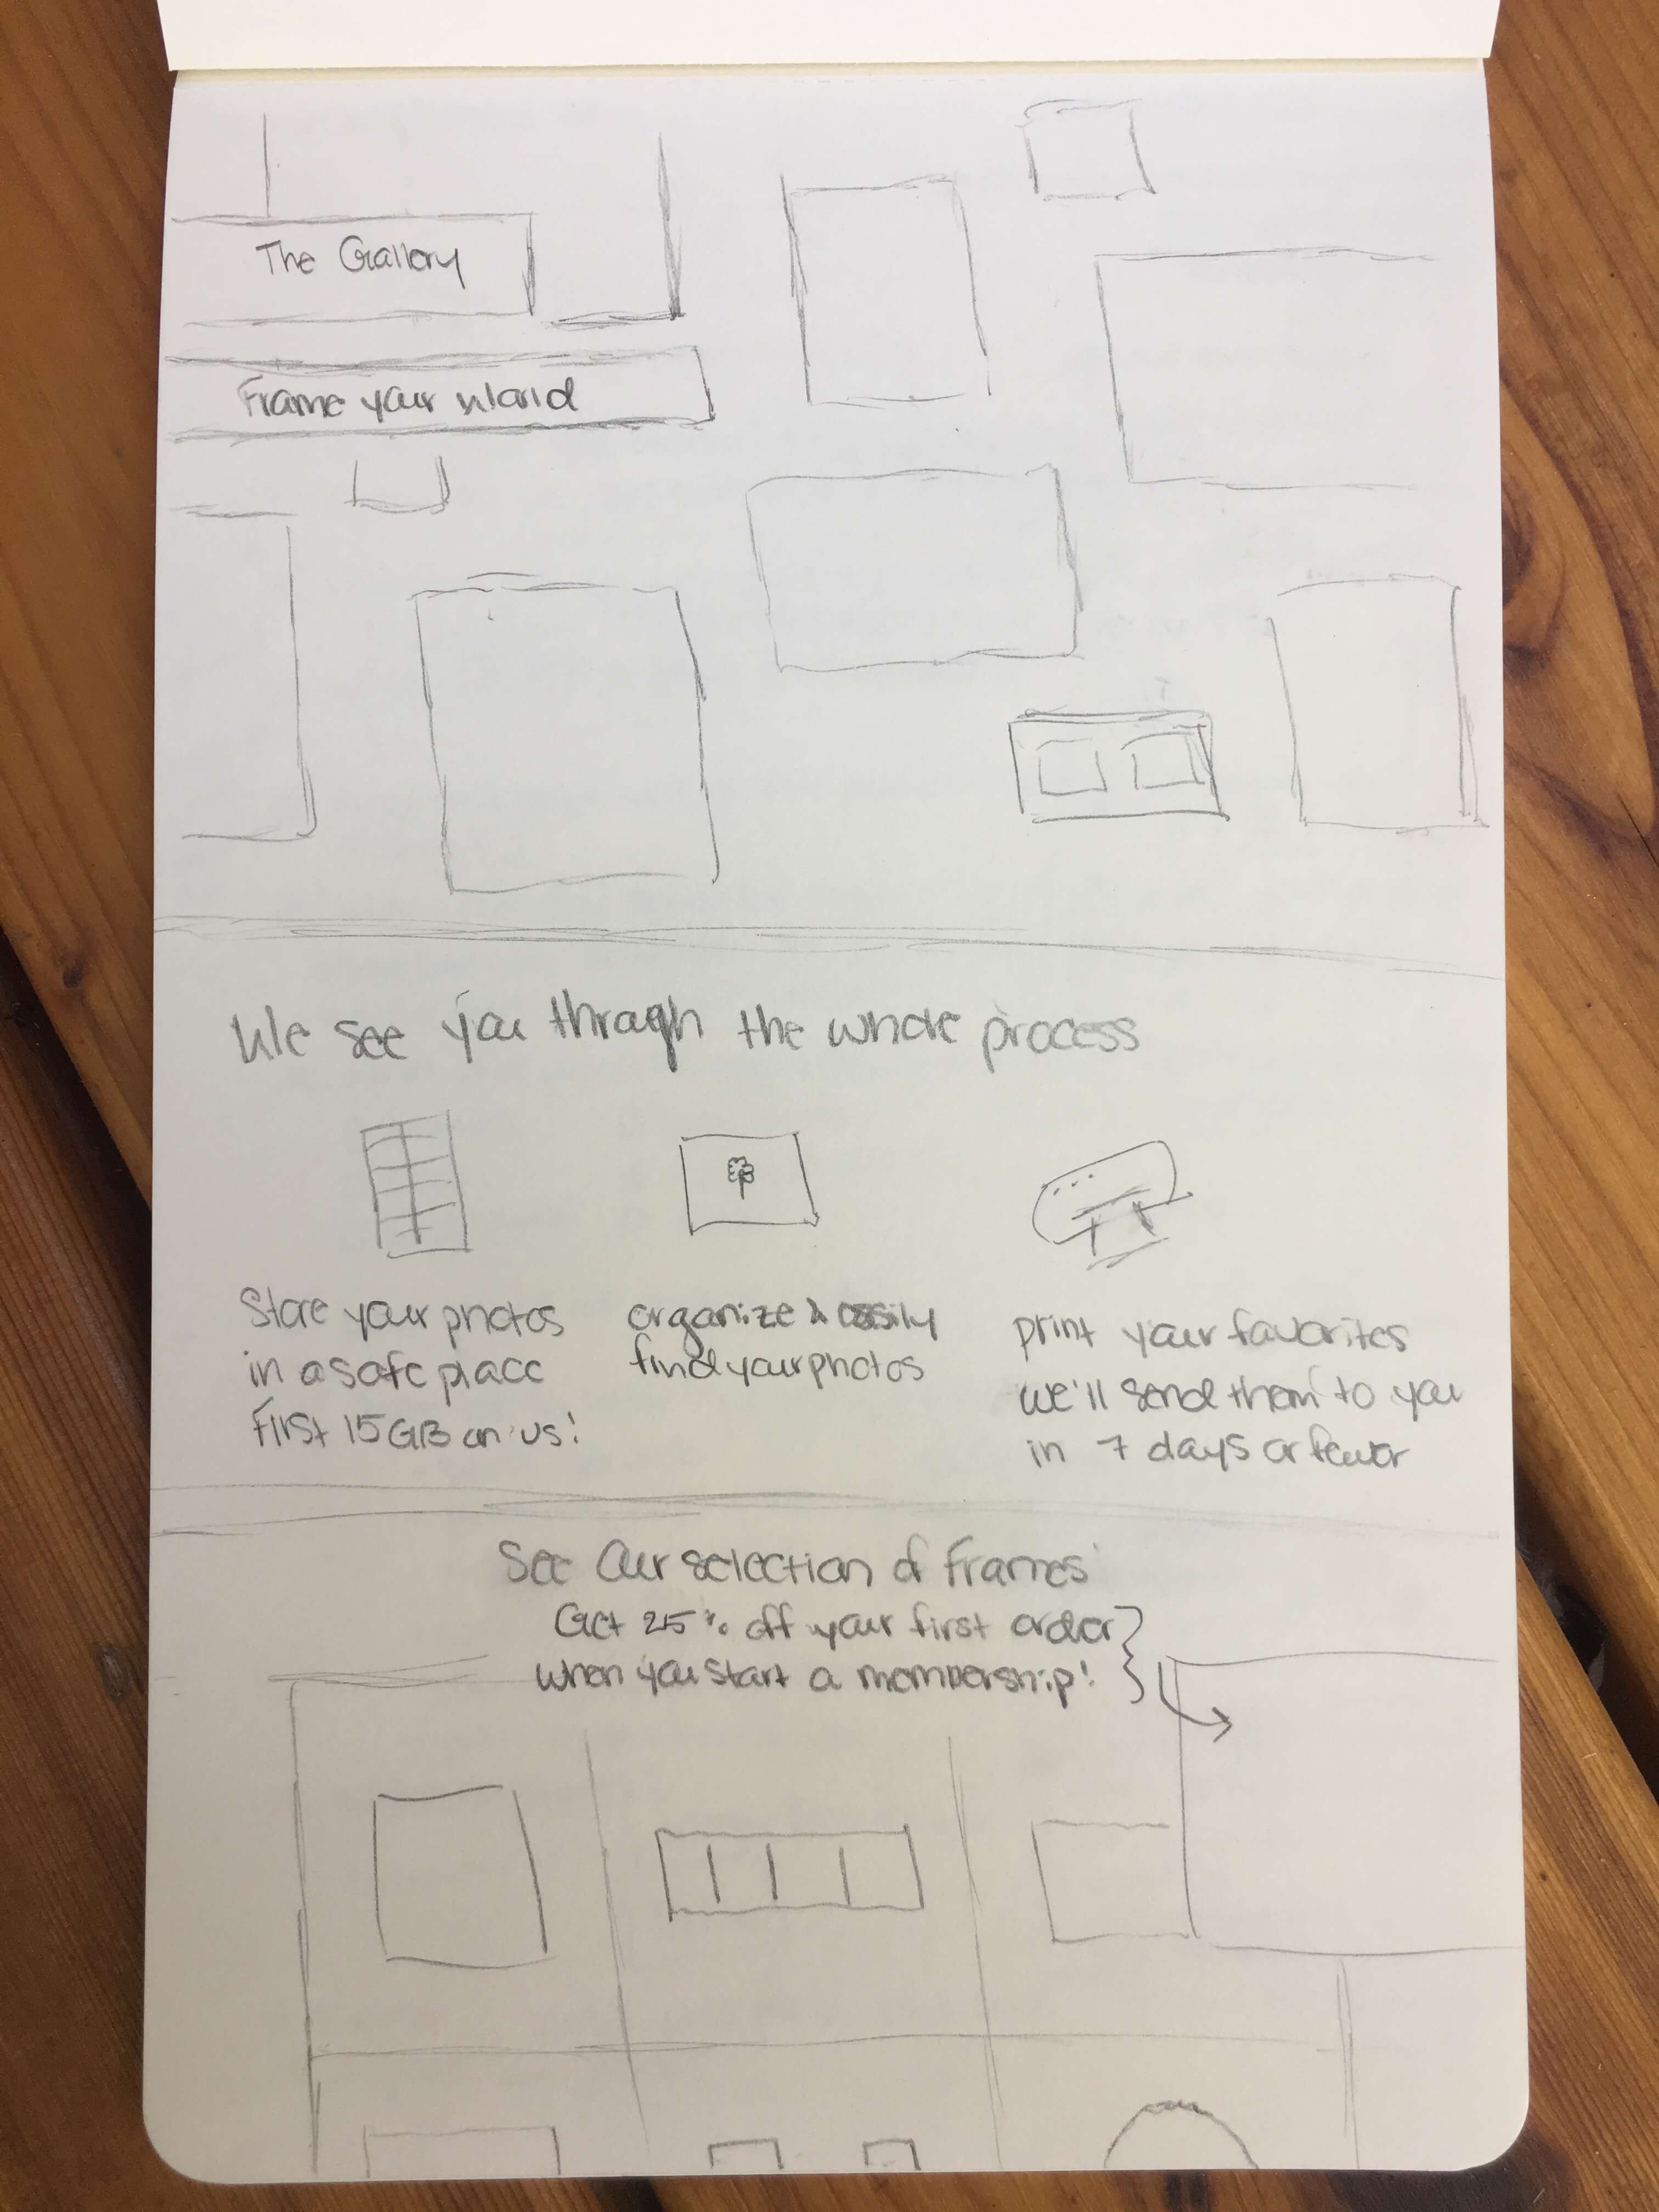 The Gallery
Frame your world
We see you through the whole process
Store your photos
in a safe place
First 15GB on us!
organize & easily
find your photos
print your favorites
we'll send them to you
in 7 days or fewer
See Our selection of frames
Get 25% off your first order
when you start a membership!